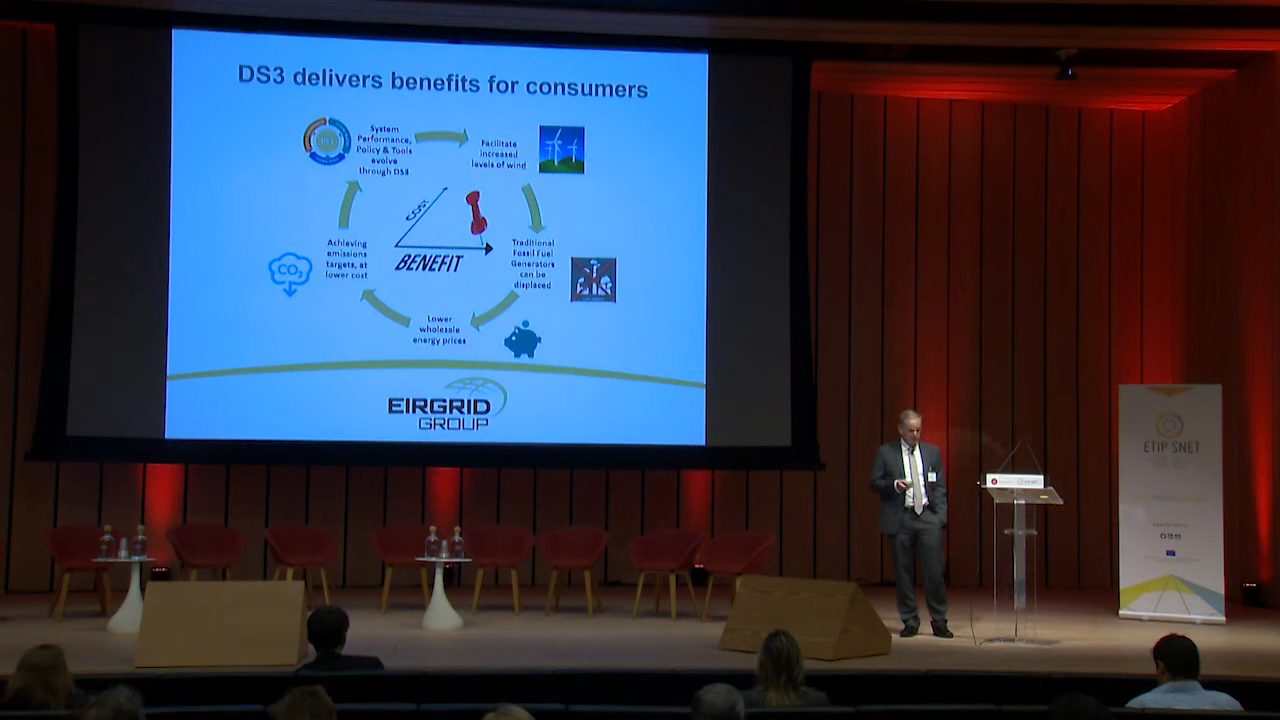 DS3 delivers benefits for consumers
System
Performance,
Policy & Tools
evolve
through DS3
Facilitate
increased
levels of wind
Traditional
Fossil Fuel
Generators
can be
displaced
Lower
wholesale
energy prices
Achieving
emissions
targets, at
lower cost
CO₂
COST
BENEFIT
EIRGRID
GROUP
ETIP SNET